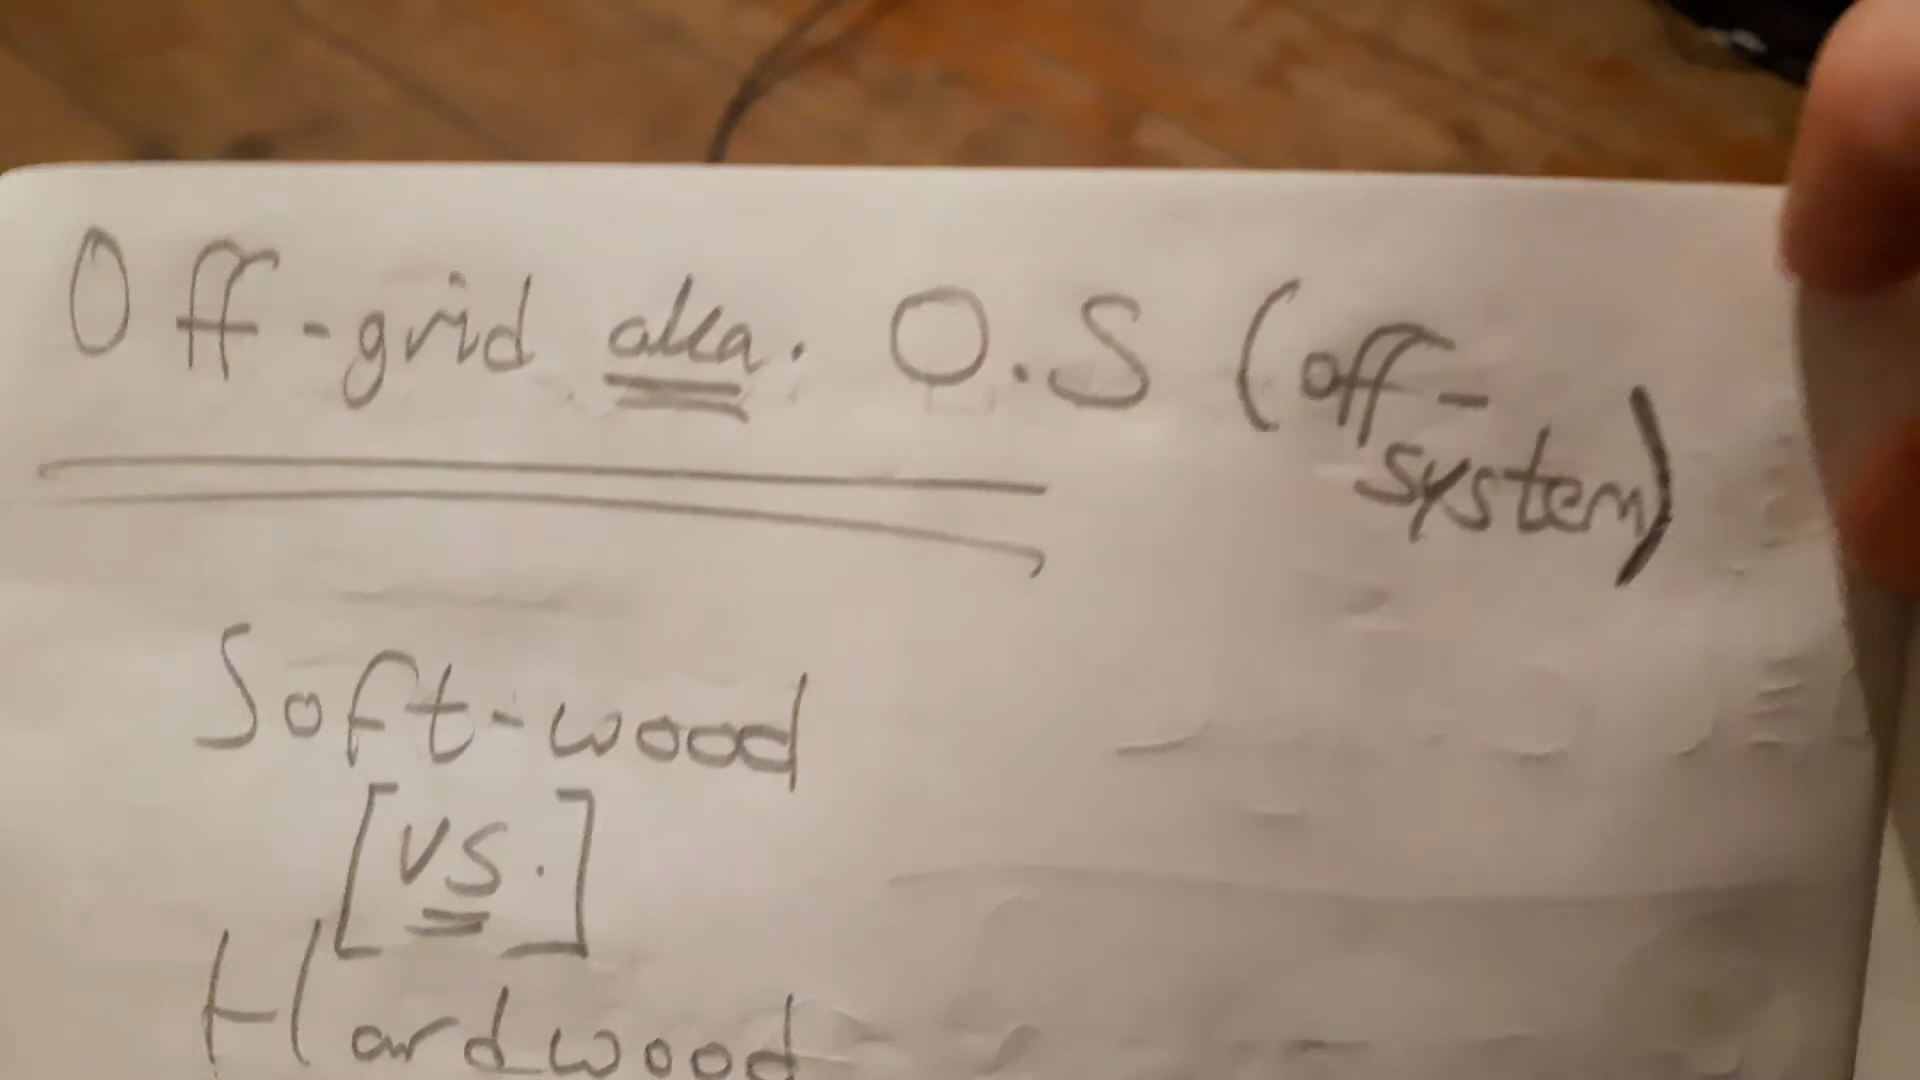 Off-grid aka. O.S (off-
system)
Soft-wood
[vs.]
Hardwood